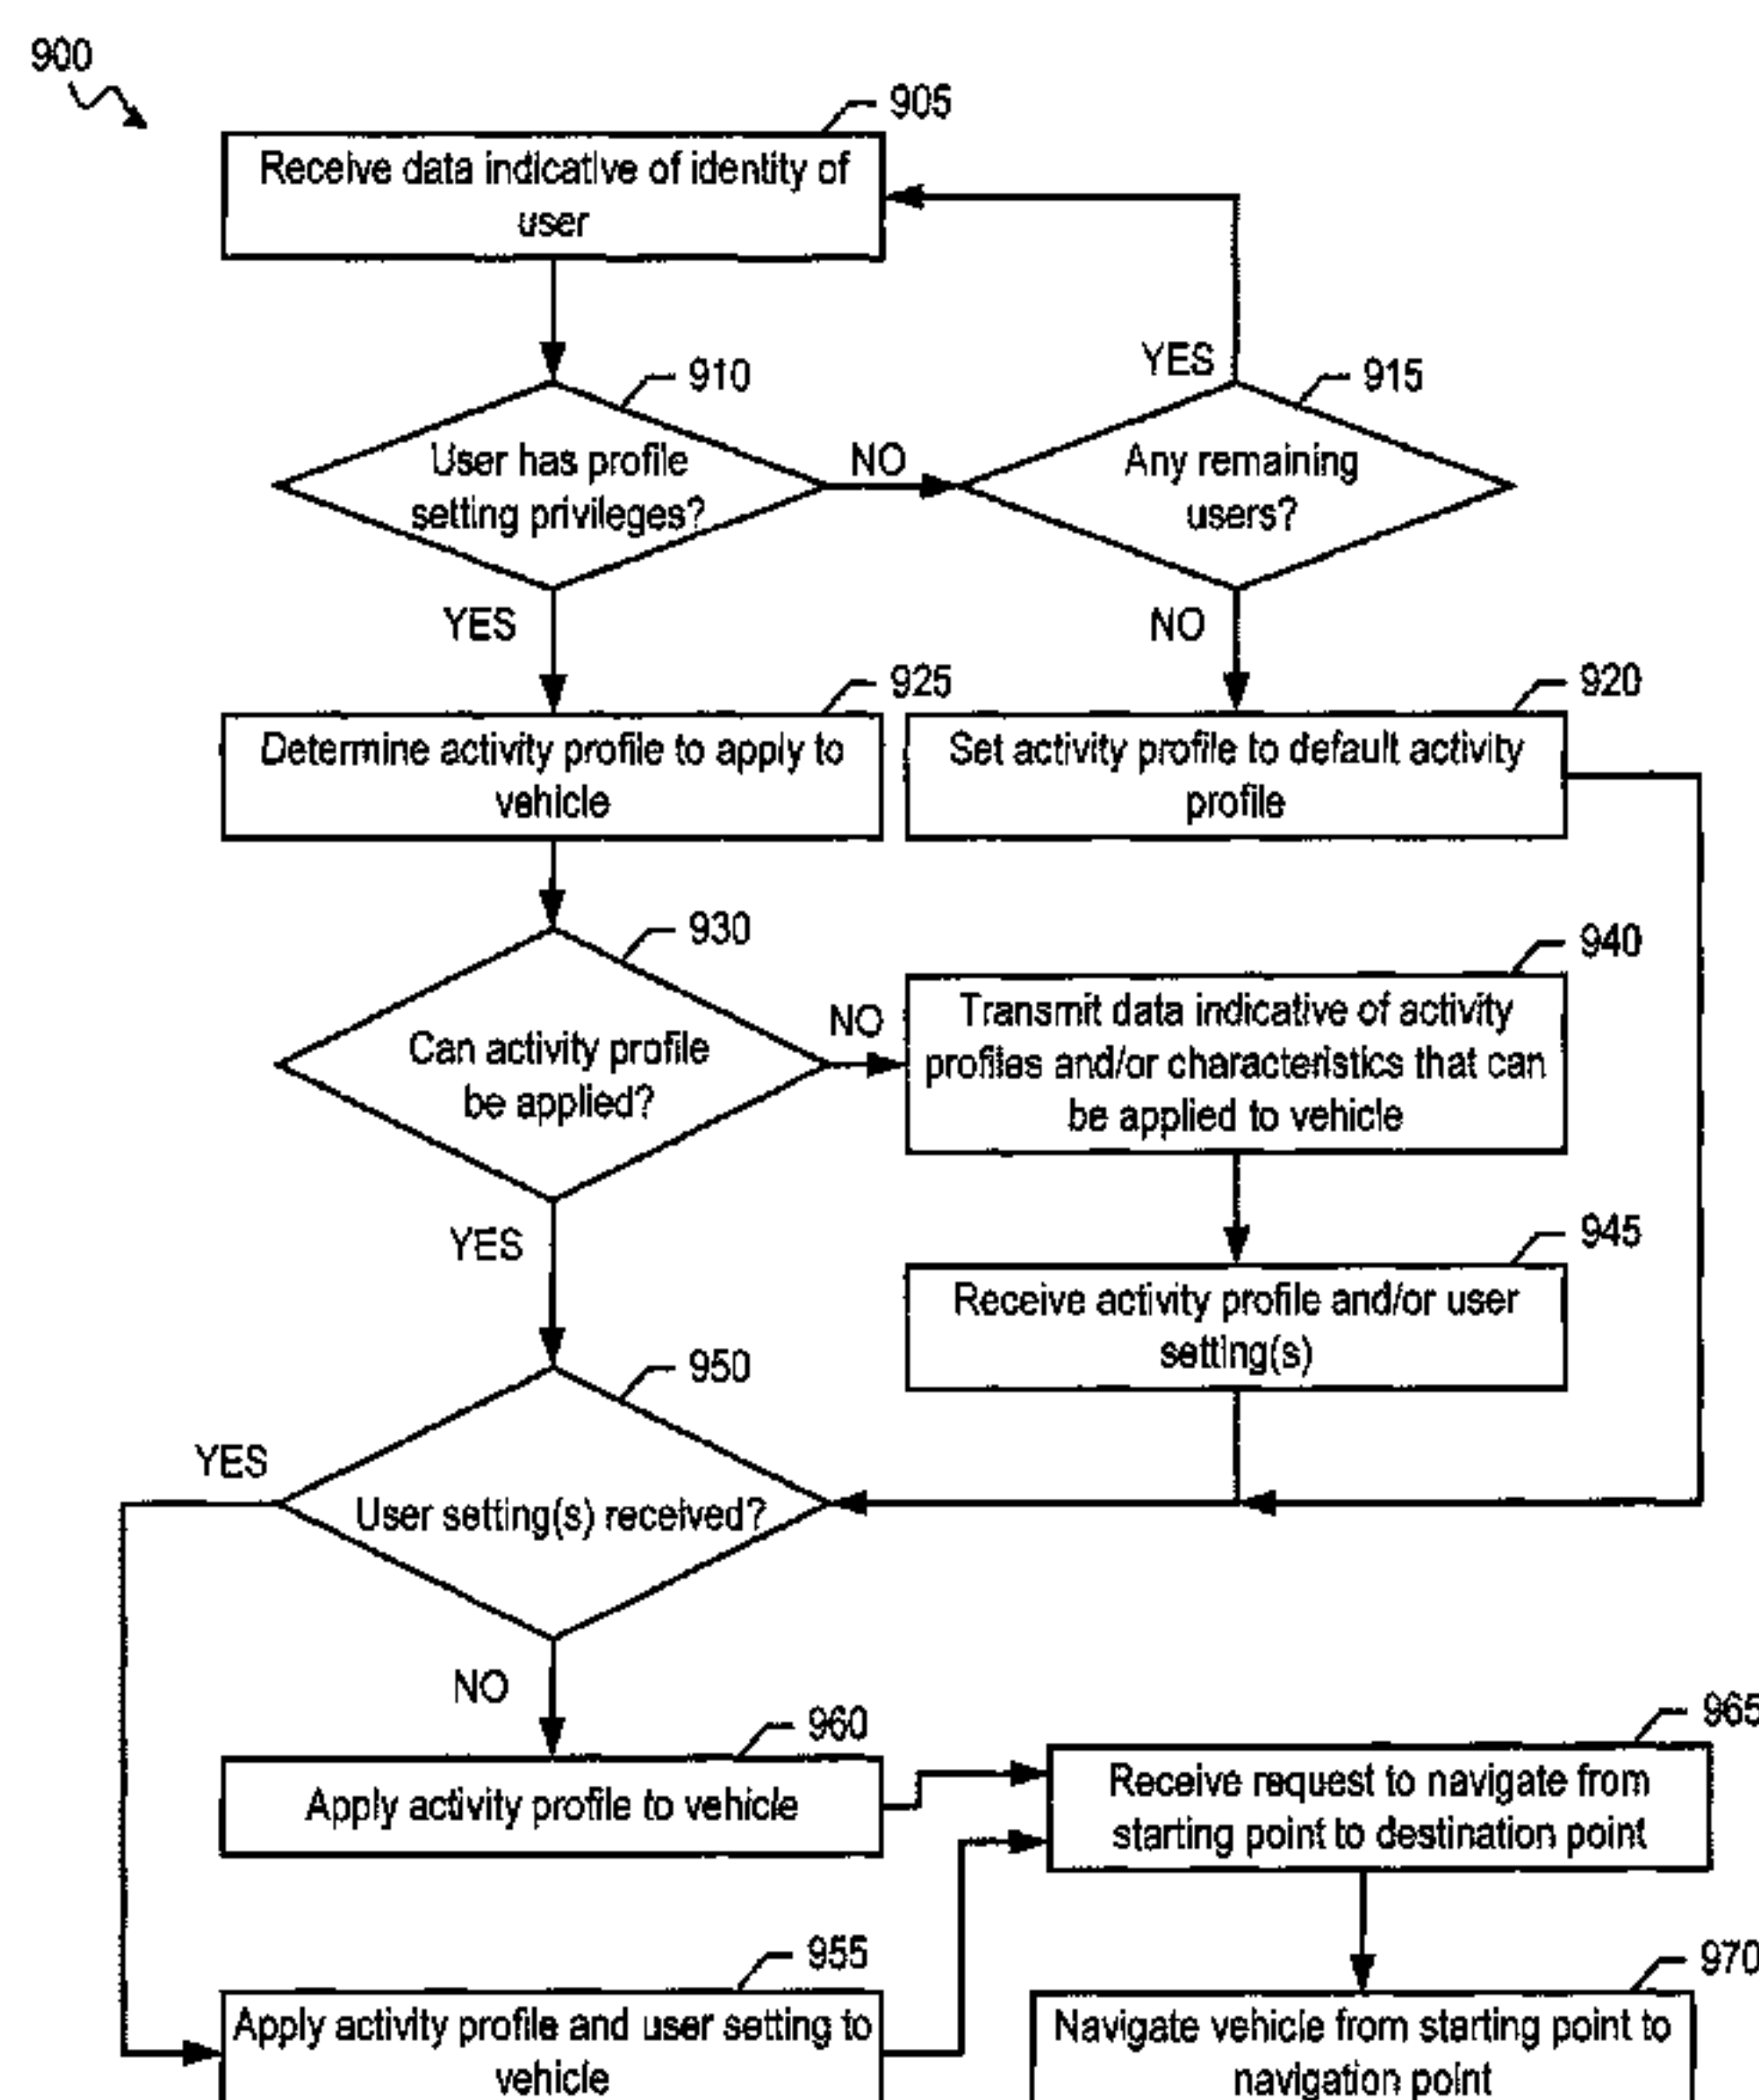 900
905
Receive data indicative of identity of
user
910
User has profile
setting privileges?
NO
YES
915
Any remaining
users?
YES
NO
925
Determine activity profile to apply to
vehicle
920
Set activity profile to default activity
profile
930
Can activity profile
be applied?
NO
940
Transmit data indicative of activity
profiles and/or characteristics that can
be applied to vehicle
YES
945
Receive activity profile and/or user
setting(s)
950
YES
User setting(s) received?
NO
960
Apply activity profile to vehicle
965
Receive request to navigate from
starting point to destination point
955
Apply activity profile and user setting to
vehicle
970
Navigate vehicle from starting point to
navigation point